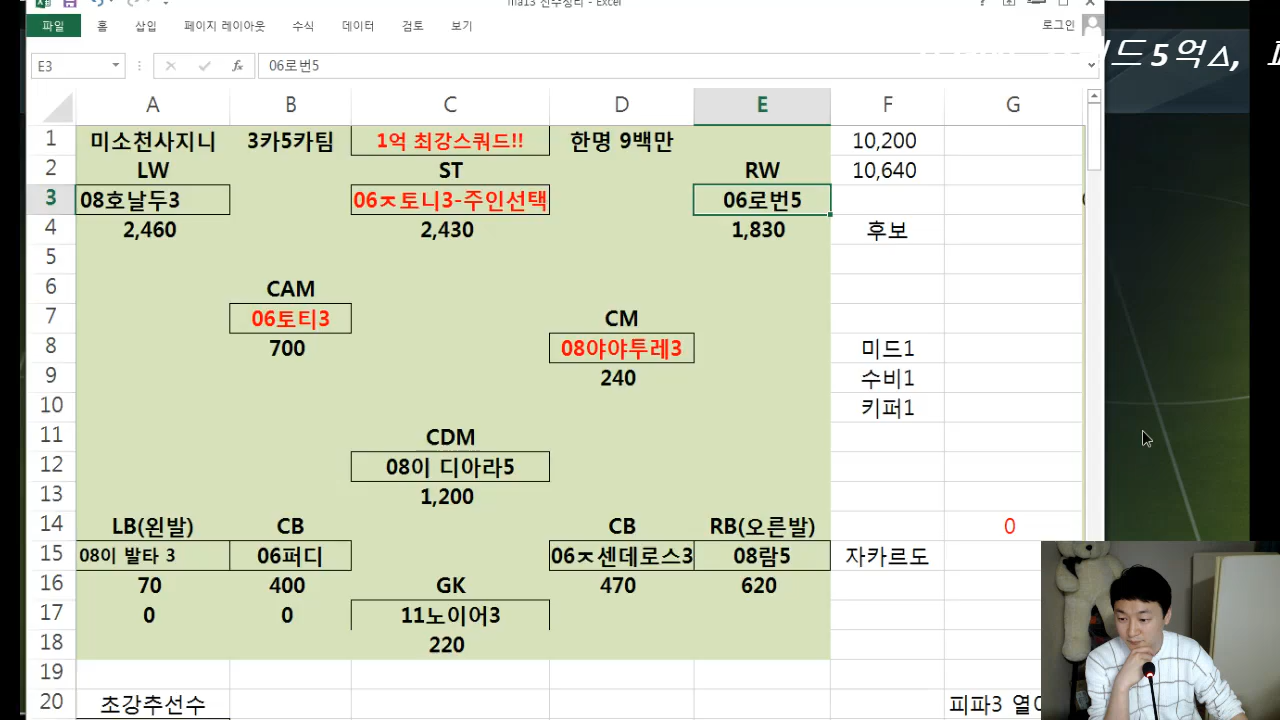 fifa13 선수정리 - Excel
파일 홈 삽입 페이지 레이아웃 수식 데이터 검토 보기 로그인
드5억△,
E3 fx 06로번5
A B C D E F G
1 미소천사지니 3카5카팀 1억 최강스쿼드!! 한명 9백만 10,200
2 LW ST RW 10,640
3 08호날두3 06ㅈ토니3-주인선택 06로번5
4 2,460 2,430 1,830 후보
5
6 CAM
7 06토티3 CM
8 700 08야야투레3 미드1
9 240 수비1
10 키퍼1
11 CDM
12 08이 디아라5
13 1,200
14 LB(왼발) CB CB RB(오른발) 0
15 08이 발타 3 06퍼디 06ㅈ센데로스3 08람5 자카르도
16 70 400 GK 470 620
17 0 0 11노이어3
18 220
19
20 초강추선수 피파3